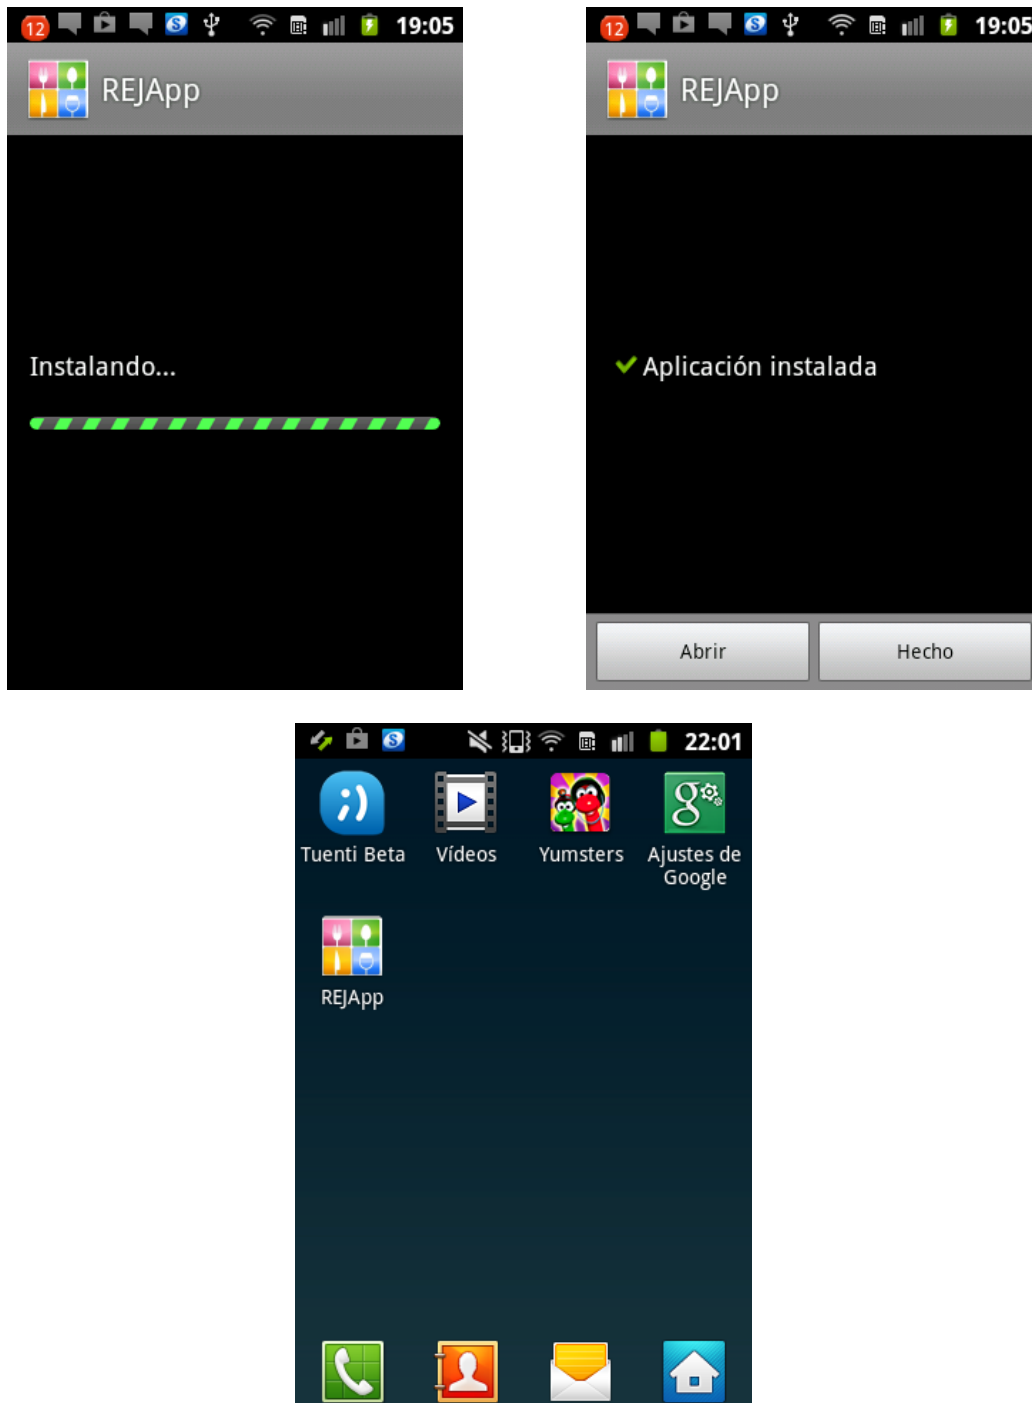 12
19:05
REJApp
Instalando...
12
19:05
REJApp
Aplicación instalada
Abrir
Hecho
22:01
Tuenti Beta
Vídeos
Yumsters
Ajustes de
Google
REJApp